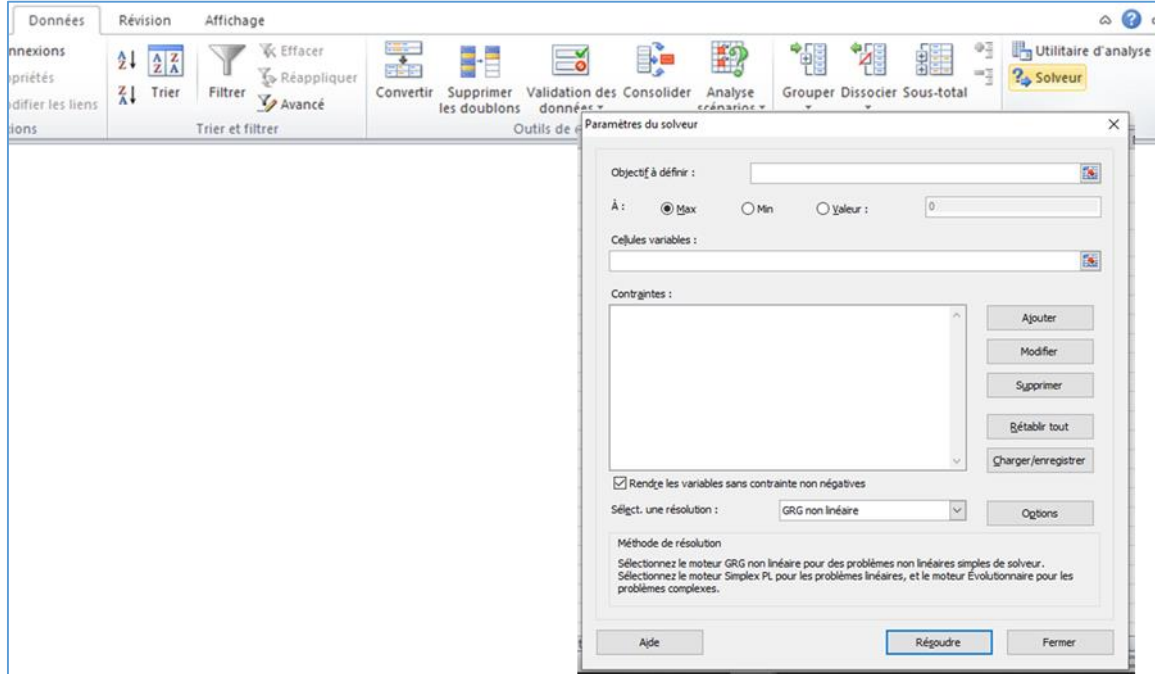 Données Révision Affichage
nnexions
Effacer
Réappliquer
Avancé
Trier
Filtrer
Convertir
Supprimer
les doublons
Validation des
données
Consolider
Analyse
scénarios
Grouper
Dissocier
Sous-total
Utilitaire d'analyse
Solveur
opriétés
odifier les liens
ions
Trier et filtrer
Outils de
Paramètres du solveur
Objectif à définir :
À :
Max
Min
Valeur :
0
Cellules variables :
Contraintes :
Ajouter
Modifier
Supprimer
Rétablir tout
Charger/enregistrer
Rendre les variables sans contrainte non négatives
Sélect. une résolution :
GRG non linéaire
Options
Méthode de résolution
Sélectionnez le moteur GRG non linéaire pour des problèmes non linéaires simples de solveur.
Sélectionnez le moteur Simplex PL pour les problèmes linéaires, et le moteur Évolutionnaire pour les
problèmes complexes.
Aide
Résoudre
Fermer